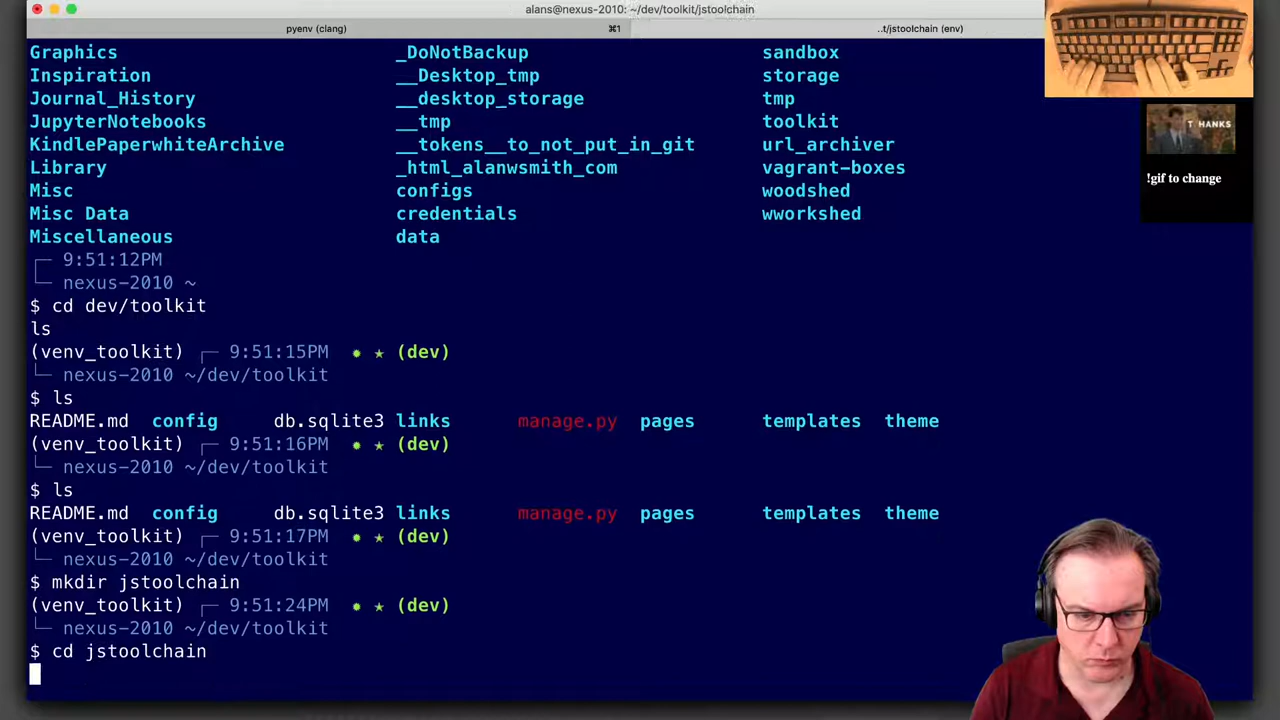 alans@nexus-2010: ~/dev/toolkit/jstoolchain
pyenv (clang) ⌘1 ..t/jstoolchain (env)
Graphics _DoNotBackup sandbox
Inspiration __Desktop_tmp storage
Journal_History __desktop_storage tmp
JupyterNotebooks __tmp toolkit
KindlePaperwhiteArchive __tokens__to_not_put_in_git url_archiver
Library _html_alanwsmith_com vagrant-boxes
Misc configs woodshed
Misc Data credentials wworkshed
Miscellaneous data
┌─ 9:51:12PM
└─ nexus-2010 ~
$ cd dev/toolkit
ls
(venv_toolkit) ┌─ 9:51:15PM ✹ ★ (dev)
└─ nexus-2010 ~/dev/toolkit
$ ls
README.md config db.sqlite3 links manage.py pages templates theme
(venv_toolkit) ┌─ 9:51:16PM ✹ ★ (dev)
└─ nexus-2010 ~/dev/toolkit
$ ls
README.md config db.sqlite3 links manage.py pages templates theme
(venv_toolkit) ┌─ 9:51:17PM ✹ ★ (dev)
└─ nexus-2010 ~/dev/toolkit
$ mkdir jstoolchain
(venv_toolkit) ┌─ 9:51:24PM ✹ ★ (dev)
└─ nexus-2010 ~/dev/toolkit
$ cd jstoolchain
T HANKS
!gif to change